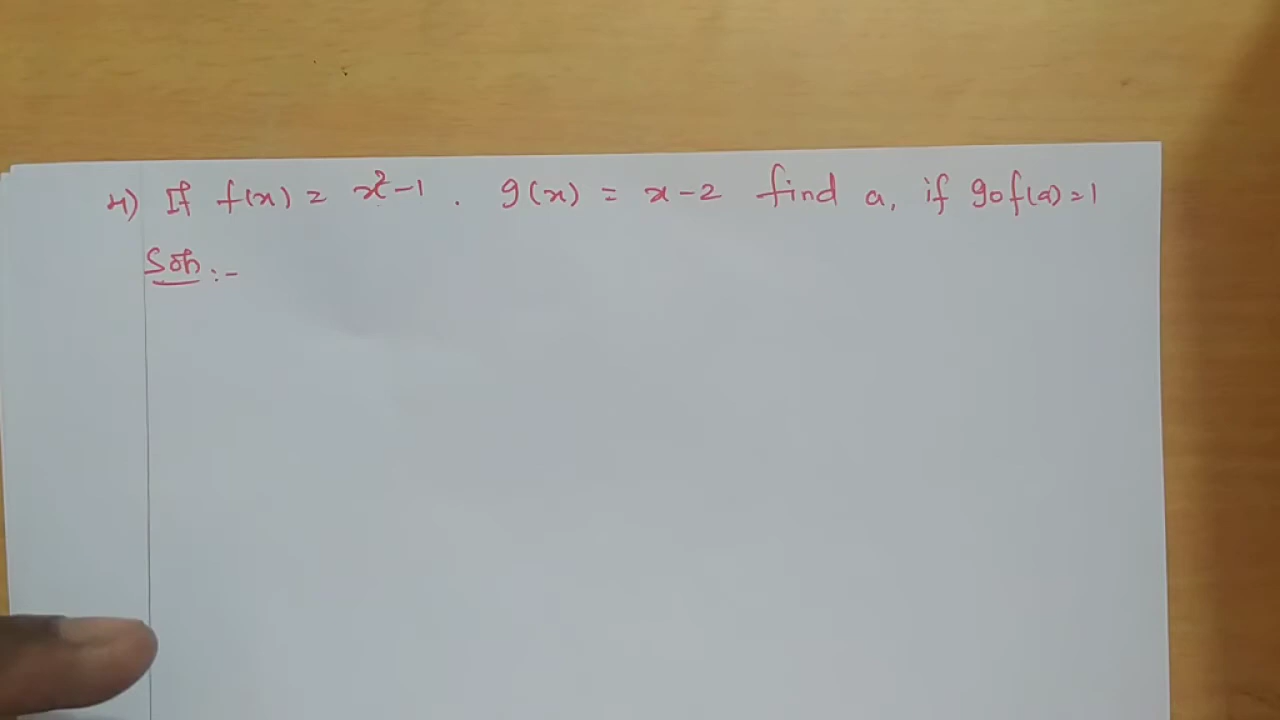 4) If f(x) = x²-1. g(x) = x-2 find a, if gof(a)=1
Soln:-